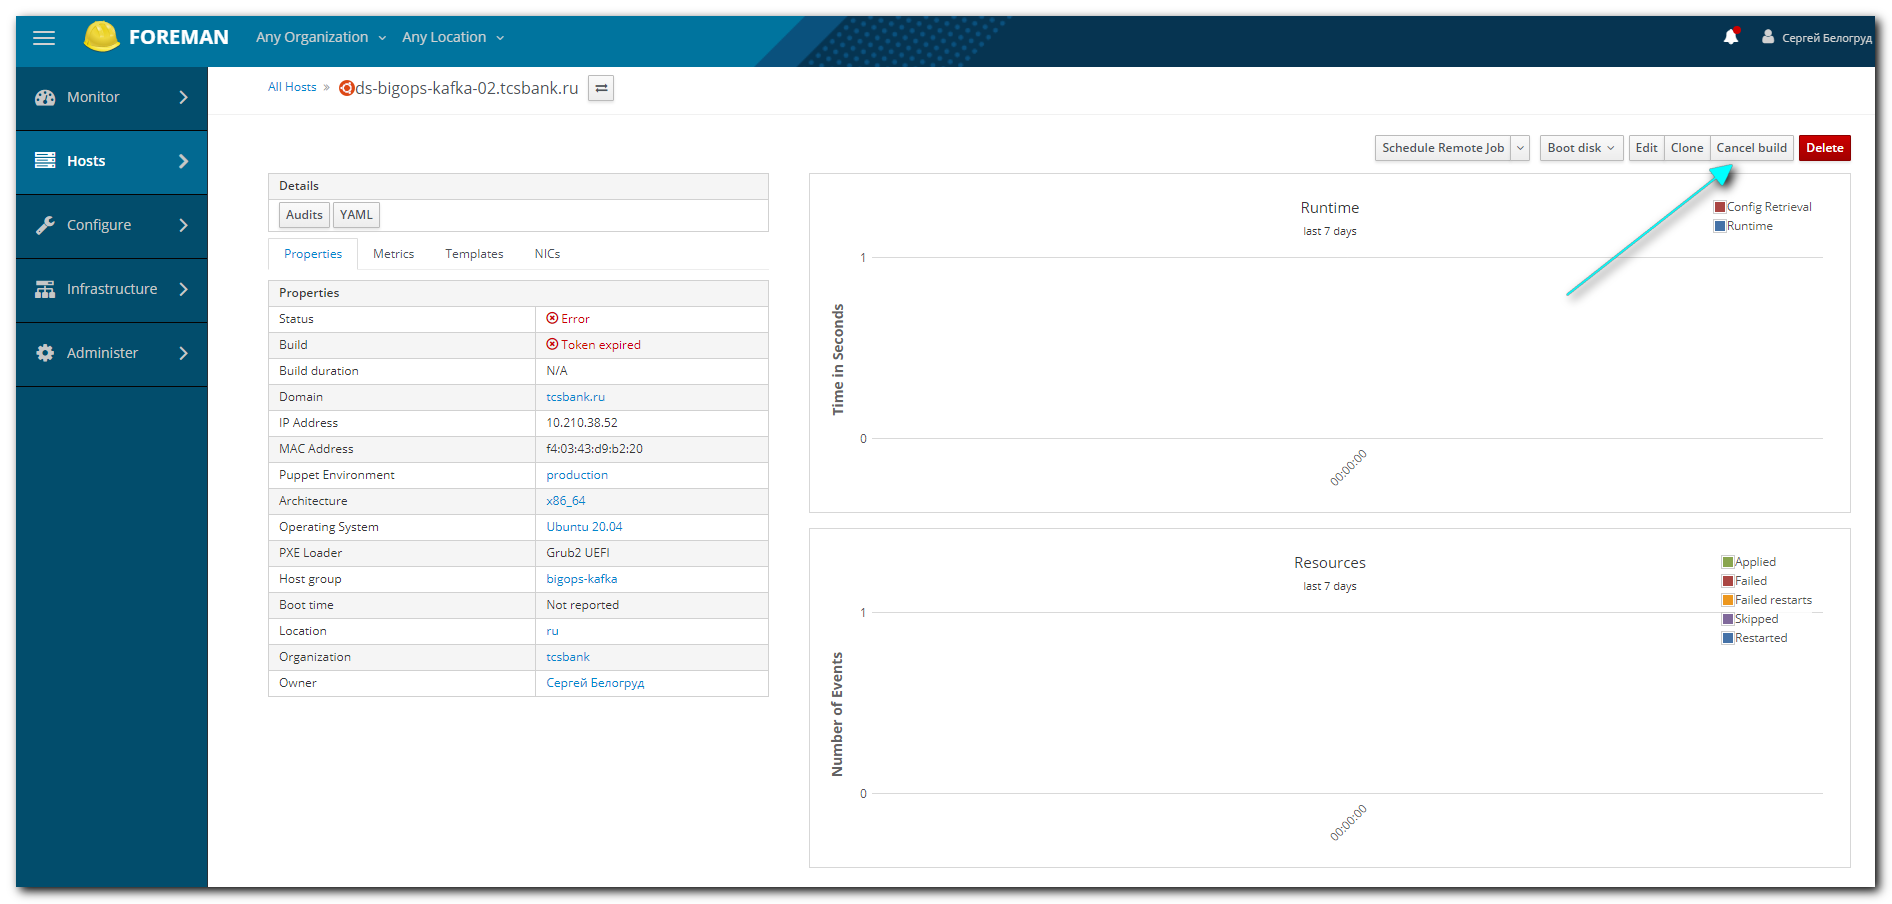 FOREMAN Any Organization Any Location Сергей Белогруд
Monitor
Hosts
Configure
Infrastructure
Administer
All Hosts » ds-bigops-kafka-02.tcsbank.ru
Schedule Remote Job Boot disk Edit Clone Cancel build Delete
Details
Audits YAML
Properties Metrics Templates NICs
Properties
Status Error
Build Token expired
Build duration N/A
Domain tcsbank.ru
IP Address 10.210.38.52
MAC Address f4:03:43:d9:b2:20
Puppet Environment production
Architecture x86_64
Operating System Ubuntu 20.04
PXE Loader Grub2 UEFI
Host group bigops-kafka
Boot time Not reported
Location ru
Organization tcsbank
Owner Сергей Белогруд
Runtime
last 7 days
Config Retrieval
Runtime
1
Time in Seconds
0
00:00:00
Resources
last 7 days
Applied
Failed
Failed restarts
Skipped
Restarted
1
Number of Events
0
00:00:00